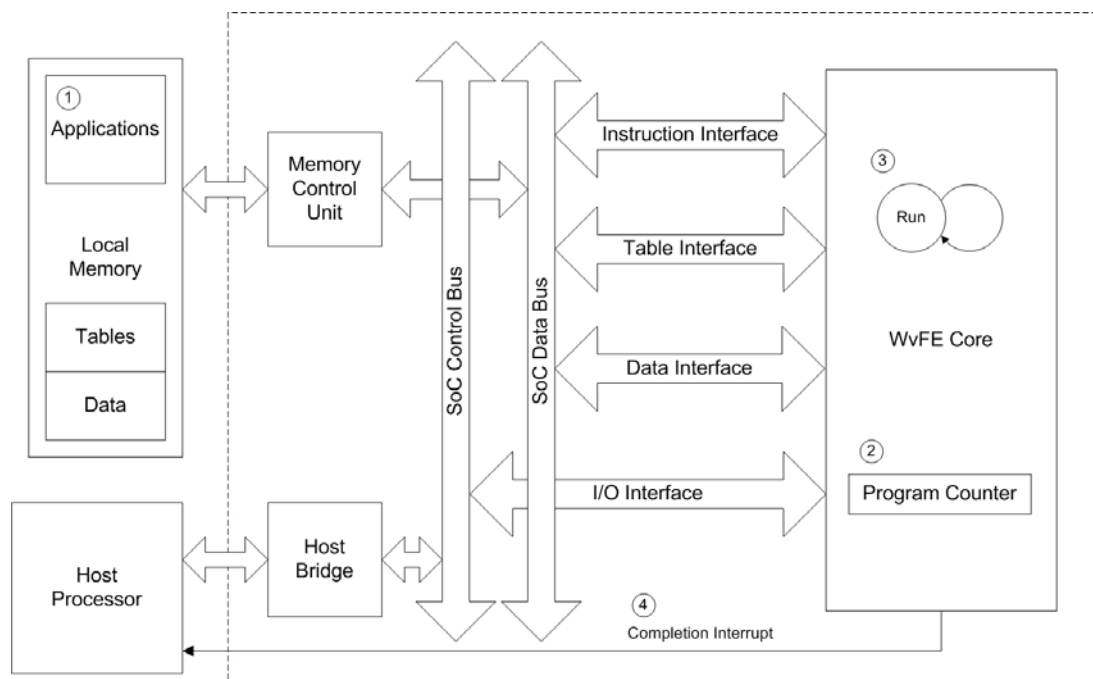 1
Applications
Local
Memory
Tables
Data
Host
Processor
Memory
Control
Unit
Host
Bridge
SoC Control Bus
SoC Data Bus
Instruction Interface
Table Interface
Data Interface
I/O Interface
3
Run
WvFE Core
2
Program Counter
4
Completion Interrupt